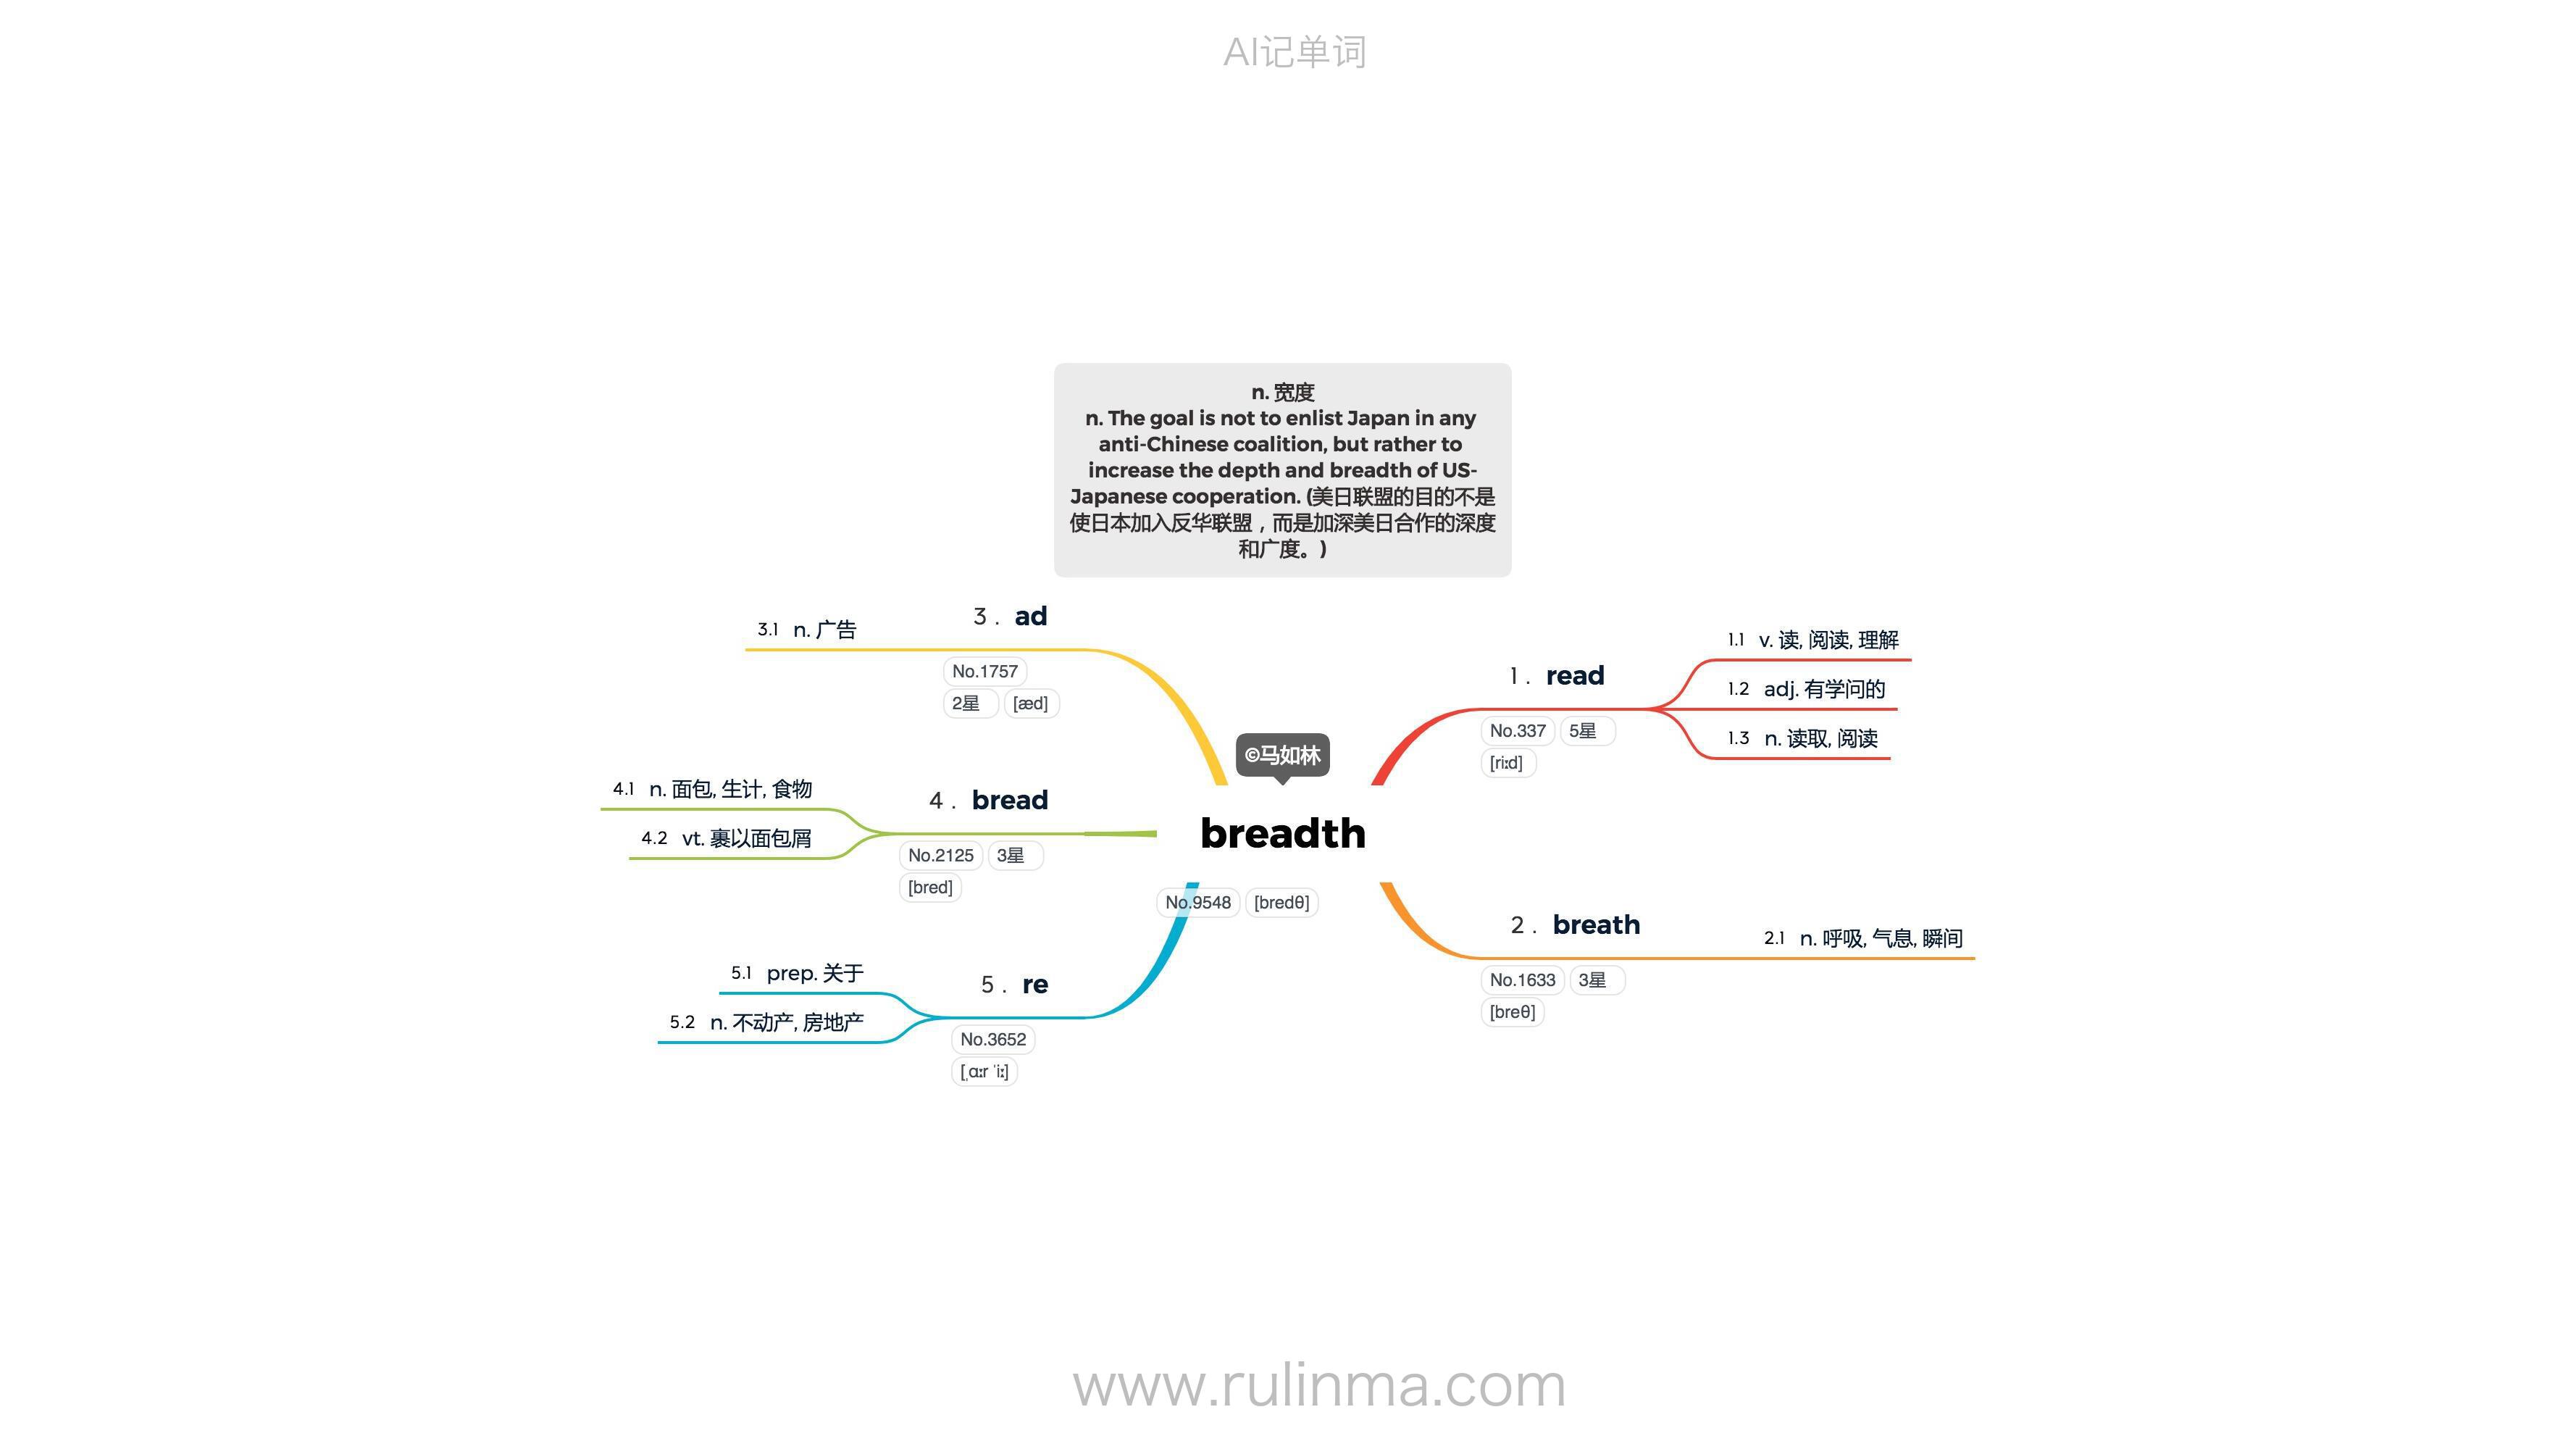 AI记单词
n. 宽度
n. The goal is not to enlist Japan in any
anti-Chinese coalition, but rather to
increase the depth and breadth of US-
Japanese cooperation. (美日联盟的目的不是
使日本加入反华联盟，而是加深美日合作的深度
和广度。)
©马如林
breadth
No.9548 [bredθ]
1. read
No.337 5星
[riːd]
1.1 v. 读, 阅读, 理解
1.2 adj. 有学问的
1.3 n. 读取, 阅读
2. breath
No.1633 3星
[breθ]
2.1 n. 呼吸, 气息, 瞬间
3. ad
No.1757
2星 [æd]
3.1 n. 广告
4. bread
No.2125 3星
[bred]
4.1 n. 面包, 生计, 食物
4.2 vt. 裹以面包屑
5. re
No.3652
[ˌɑːr ˈiː]
5.1 prep. 关于
5.2 n. 不动产, 房地产
www.rulinma.com